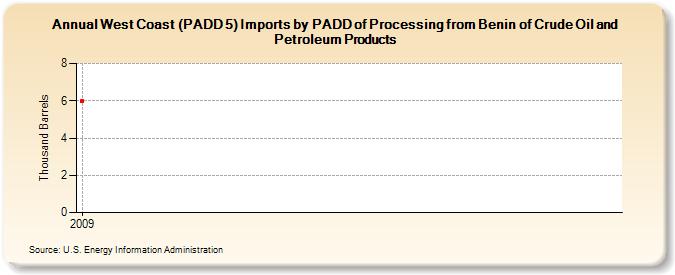 Annual West Coast (PADD 5) Imports by PADD of Processing from Benin of Crude Oil and
Petroleum Products
Thousand Barrels
8
6
4
2
0
2009
Source: U.S. Energy Information Administration